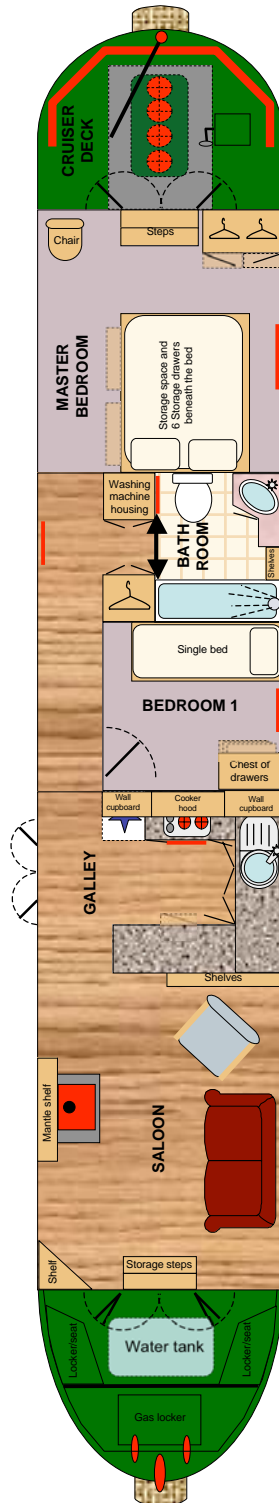 CRUISER
DECK
Steps
Chair
MASTER
BEDROOM
Storage space and
6 Storage drawers
beneath the bed
Washing
machine
housing
BATH
ROOM
Shelves
Single bed
BEDROOM 1
Chest of
drawers
Wall
cupboard
Cooker
hood
Wall
cupboard
GALLEY
Shelves
Mantle shelf
SALOON
Shelf
Storage steps
Locker/seat
Water tank
Locker/seat
Gas locker